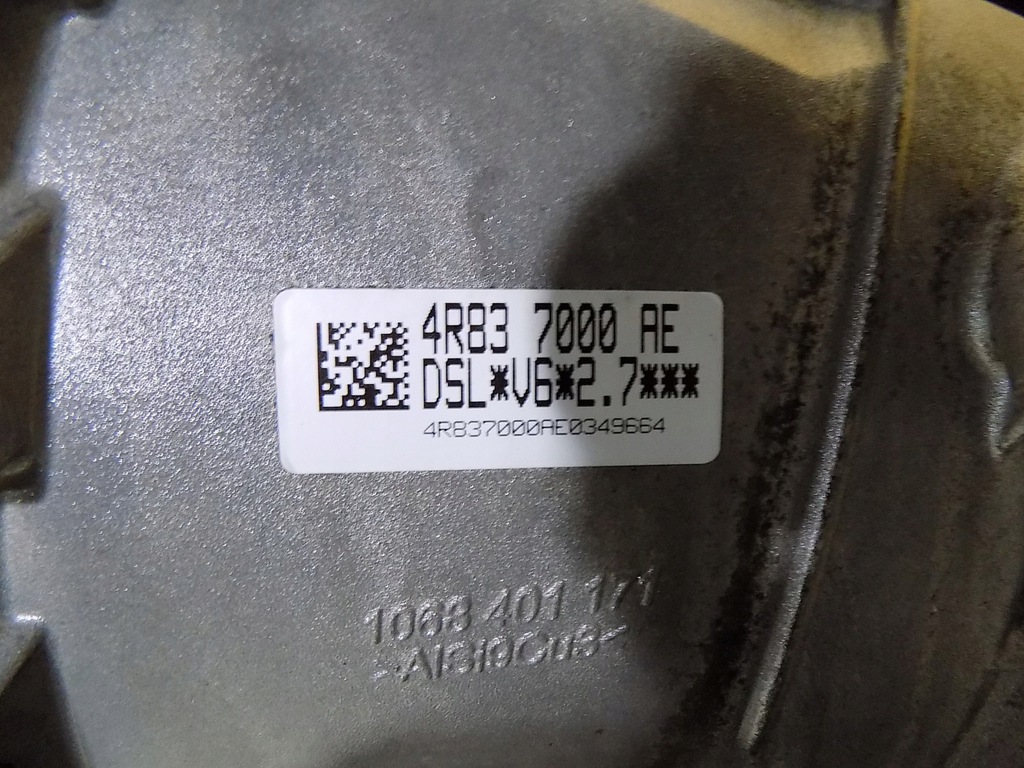 4R83 7000 AE
DSL*V6*2.7***
4R837000AE0349664
1068 401 171
>AlSi9Cu3<